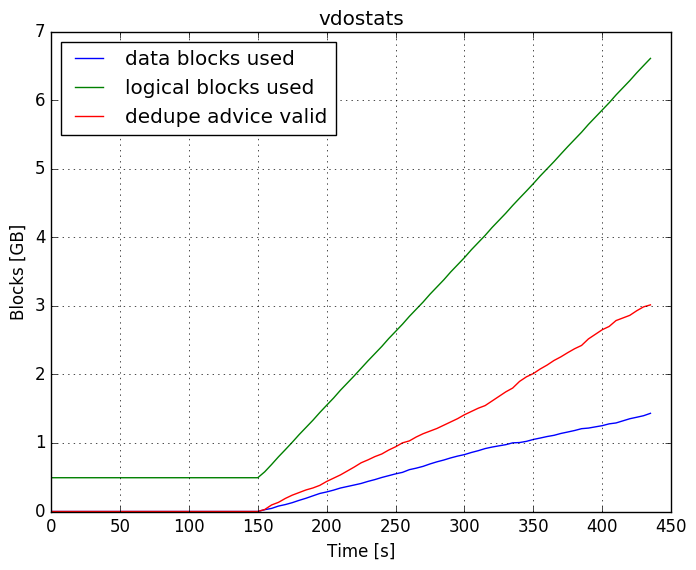 vdostats
data blocks used
logical blocks used
dedupe advice valid
Blocks [GB]
7
6
5
4
3
2
1
0
0 50 100 150 200 250 300 350 400 450
Time [s]